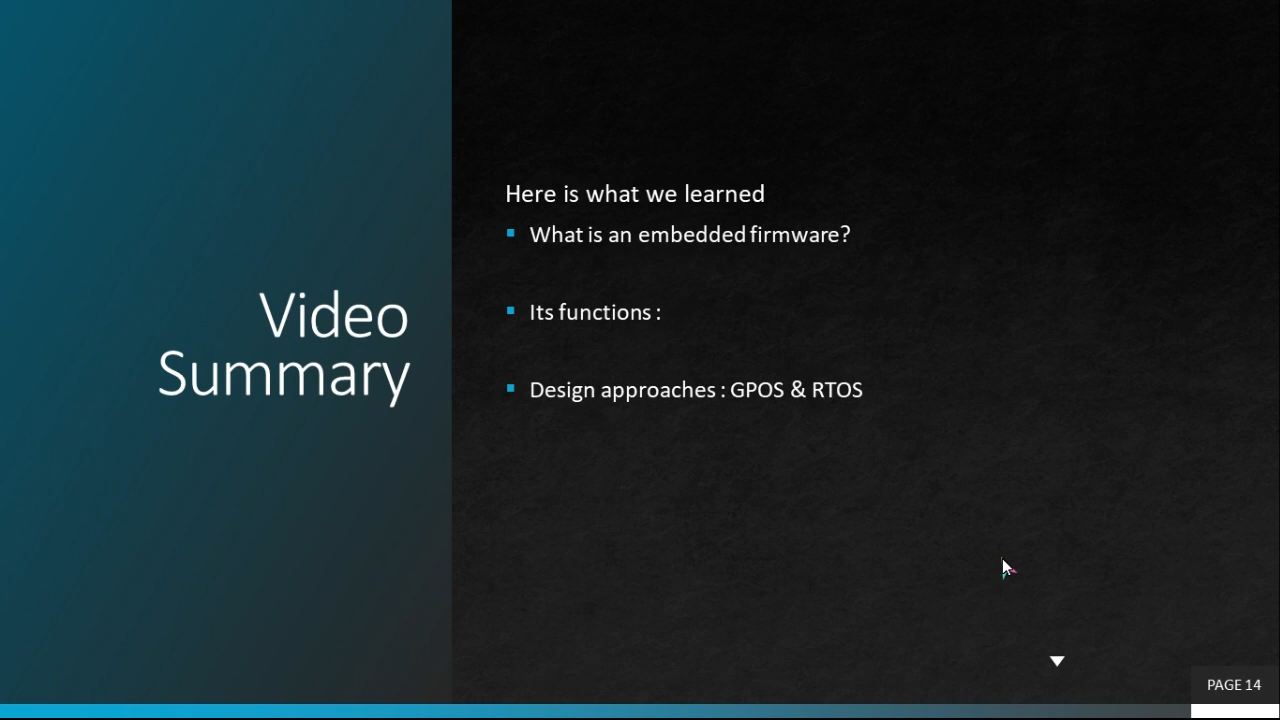 Video
Summary
Here is what we learned
What is an embedded firmware?
Its functions :
Design approaches : GPOS & RTOS
PAGE 14